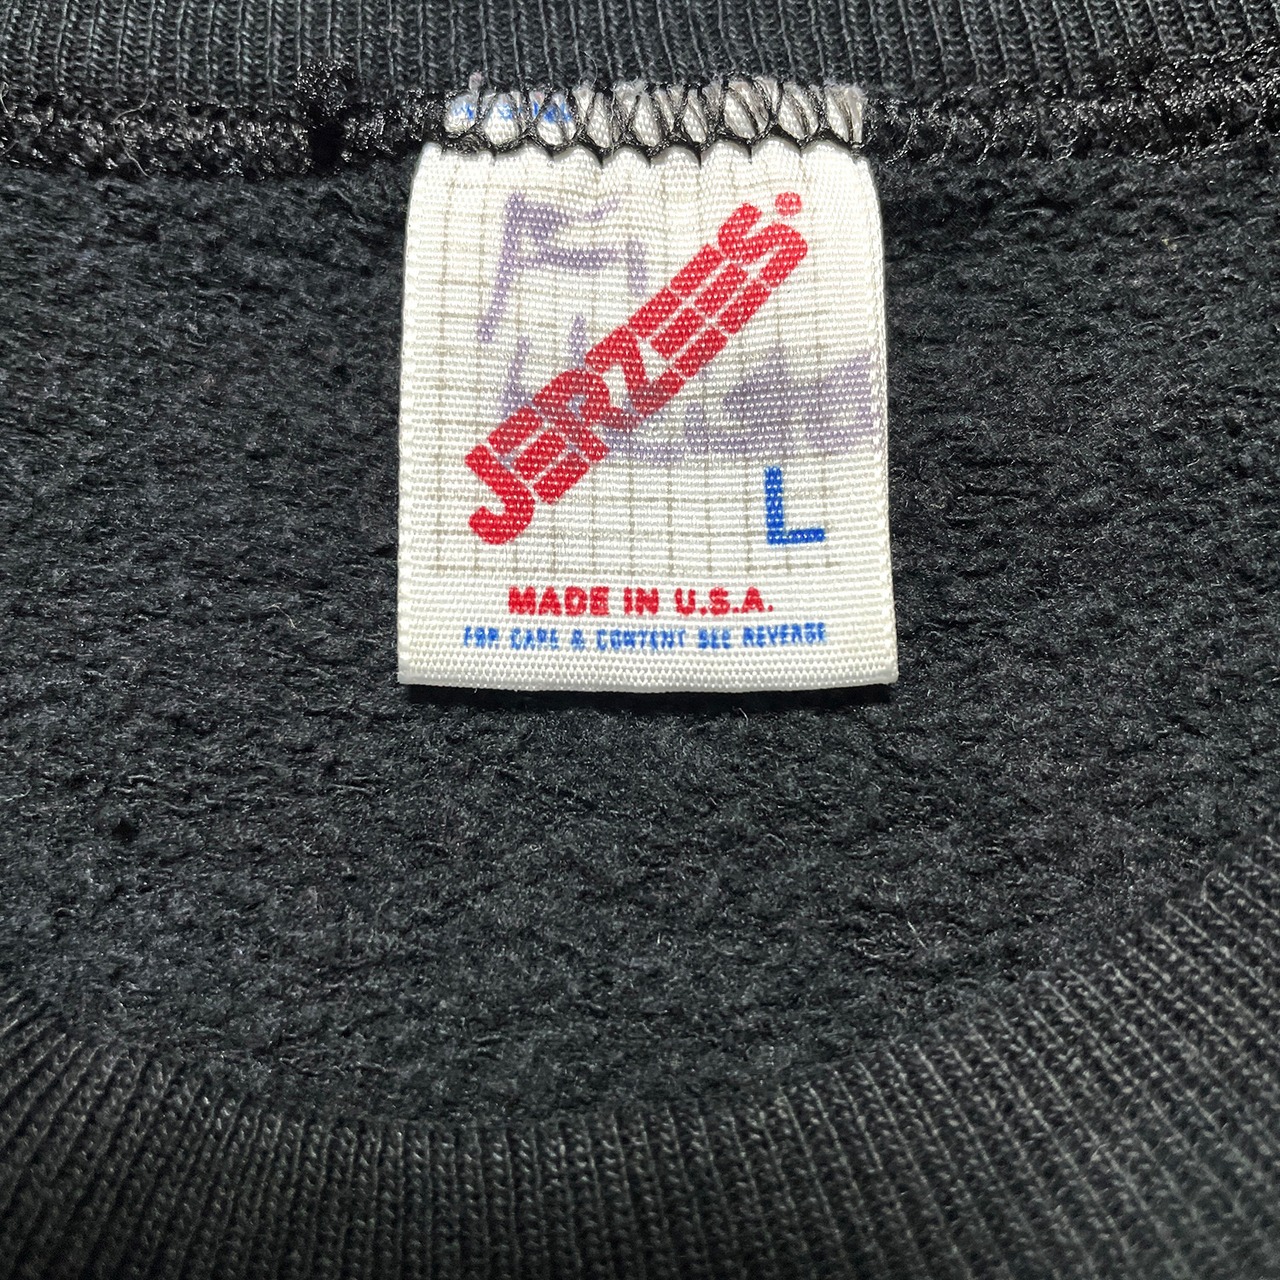 JERZEES.
L
MADE IN U.S.A.
FOR CARE & CONTENT SEE REVERSE